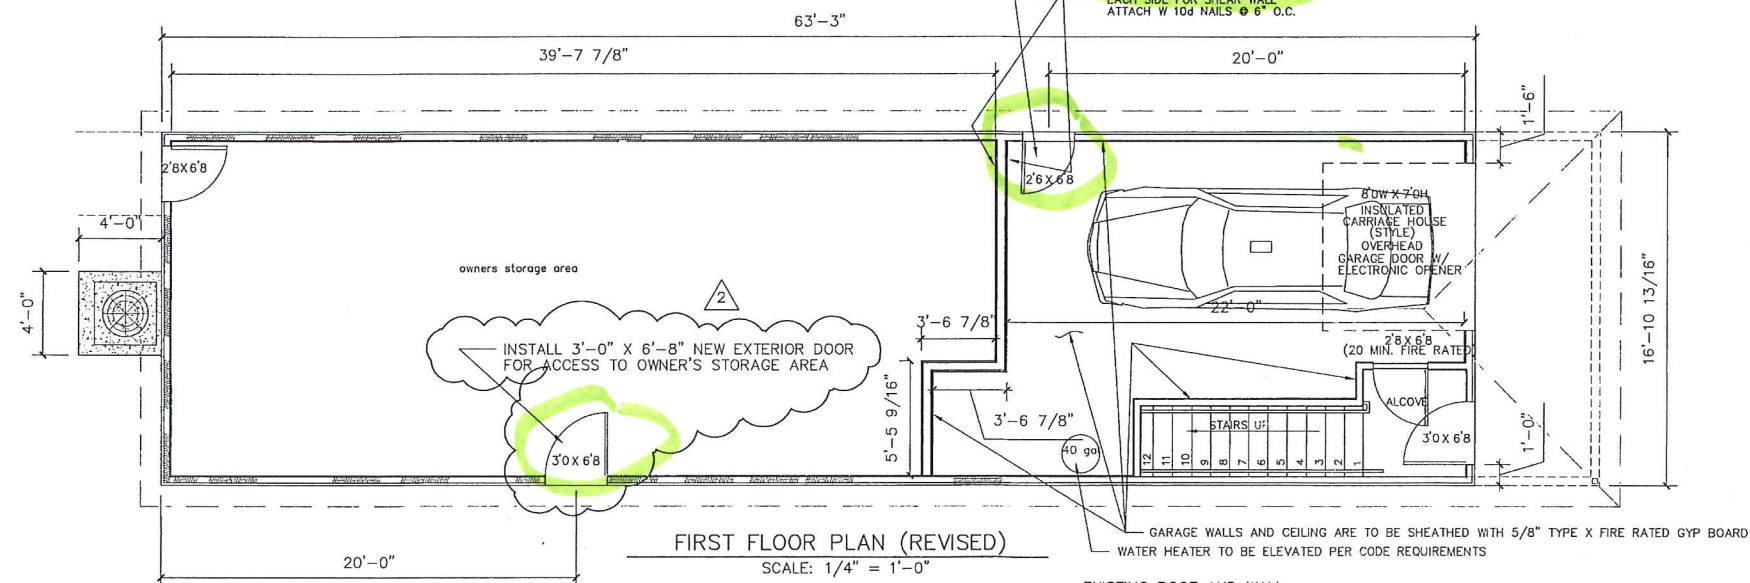 EACH SIDE FOR SHEAR WALL
ATTACH W 10d NAILS @ 6" O.C.
63'-3"
39'-7 7/8"
20'-0"
1'-6"
2'8X6'8
2'6X6'8
8'0W X 7'0H
INSULATED
CARRIAGE HOUSE
(STYLE)
OVERHEAD
GARAGE DOOR W/
ELECTRONIC OPENER
4'-0"
4'-0"
owners storage area
2
16'-10 13/16"
22'-0"
3'-6 7/8"
INSTALL 3'-0" X 6'-8" NEW EXTERIOR DOOR
FOR ACCESS TO OWNER'S STORAGE AREA
2'8X6'8
(20 MIN. FIRE RATED)
5'-5 9/16"
3'-6 7/8"
ALCOVE
STAIRS UP
3'0X6'8
1'-0"
40 gal
3'0X6'8
12 11 10 9 8 7 6 5 4 3 2 1
GARAGE WALLS AND CEILING ARE TO BE SHEATHED WITH 5/8" TYPE X FIRE RATED GYP BOARD
WATER HEATER TO BE ELEVATED PER CODE REQUIREMENTS
FIRST FLOOR PLAN (REVISED)
SCALE: 1/4" = 1'-0"
20'-0"